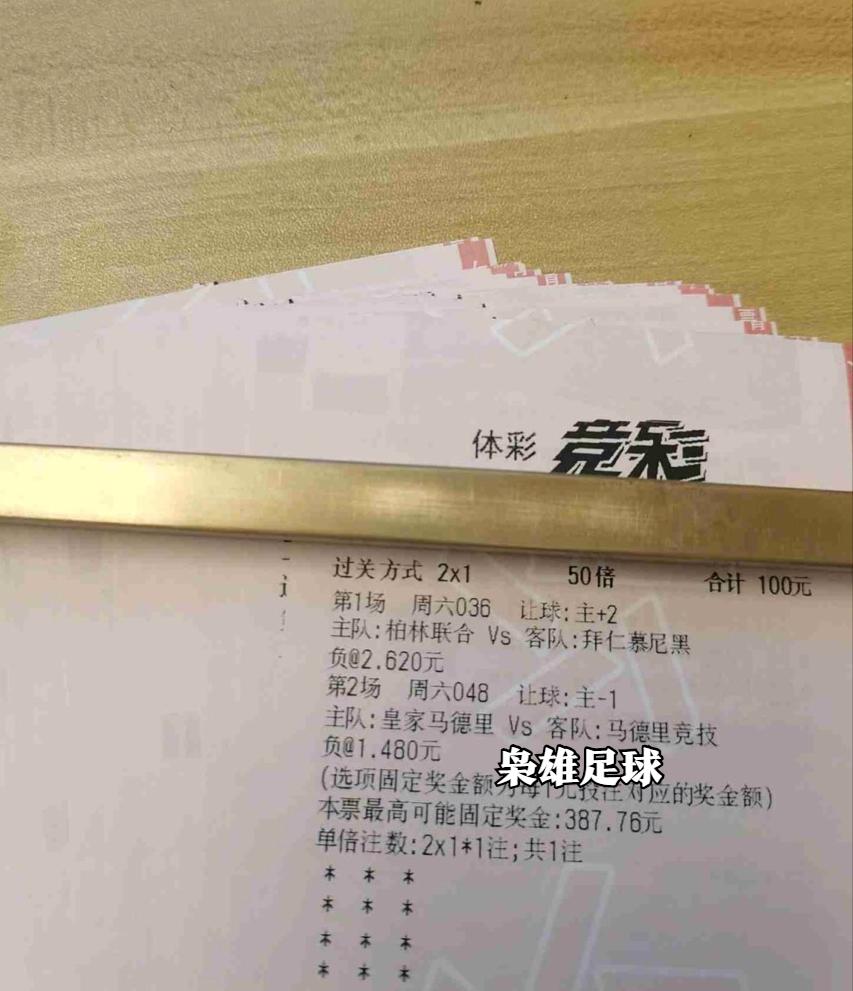 体彩 竞彩
过关方式 2x1 50倍 合计 100元
第1场 周六036 让球:主+2
主队:柏林联合 Vs 客队:拜仁慕尼黑
负@2.620元
第2场 周六048 让球:主-1
主队:皇家马德里 Vs 客队:马德里竞技
负@1.480元
枭雄足球
(选项固定奖金额为每1元投注对应的奖金额)
本票最高可能固定奖金:387.76元
单倍注数:2x1*1注;共1注
* * *
* * *
* * *
* * *